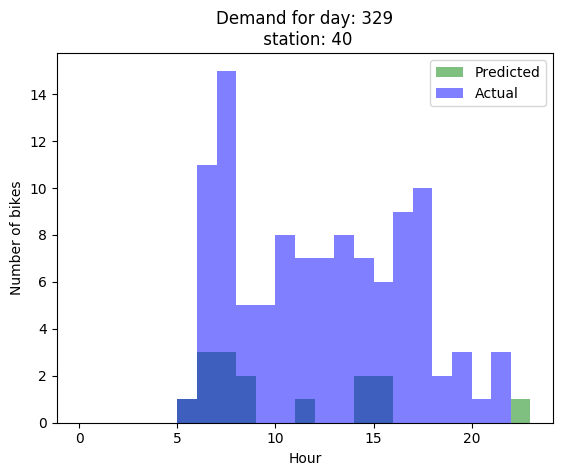 Demand for day: 329
station: 40
Predicted
Actual
Number of bikes
14
12
10
8
6
4
2
0
0
5
10
15
20
Hour